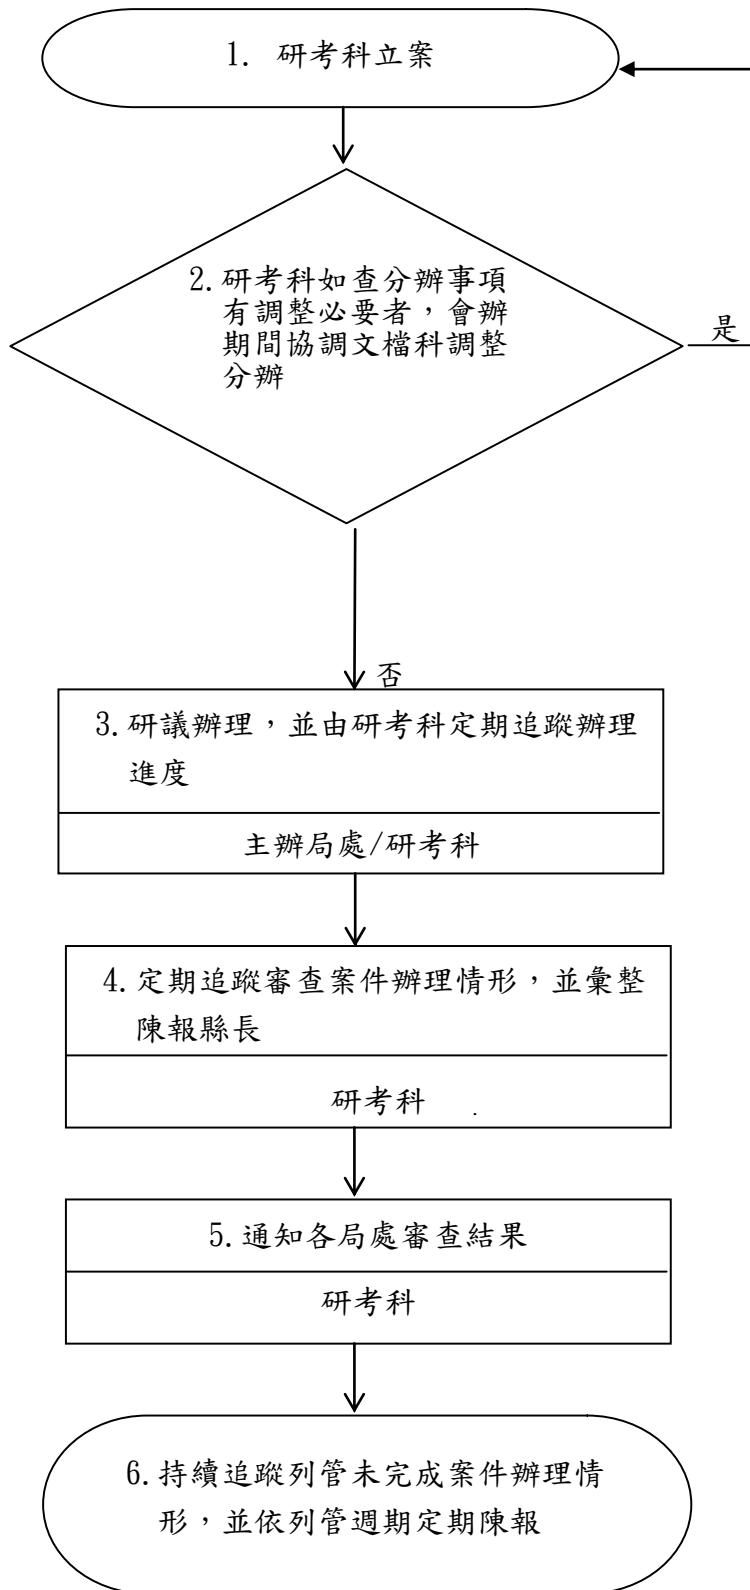 1. 研考科立案
2.研考科如查分辦事項
有調整必要者，會辦
期間協調文檔科調整
分辦
是
否
3.研議辦理，並由研考科定期追蹤辦理
進度
主辦局處/研考科
4.定期追蹤審查案件辦理情形，並彙整
陳報縣長
研考科 .
5.通知各局處審查結果
研考科
6.持續追蹤列管未完成案件辦理情
形，並依列管週期定期陳報